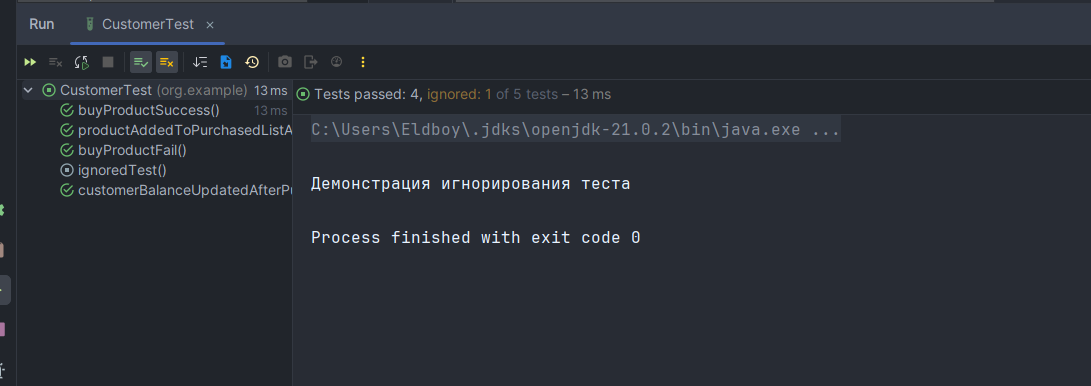 Run
CustomerTest
CustomerTest (org.example) 13 ms
buyProductSuccess() 13 ms
productAddedToPurchasedListA
buyProductFail()
ignoredTest()
customerBalanceUpdatedAfterP
Tests passed: 4, ignored: 1 of 5 tests – 13 ms
C:\Users\Eldboy\.jdks\openjdk-21.0.2\bin\java.exe ...
Демонстрация игнорирования теста
Process finished with exit code 0